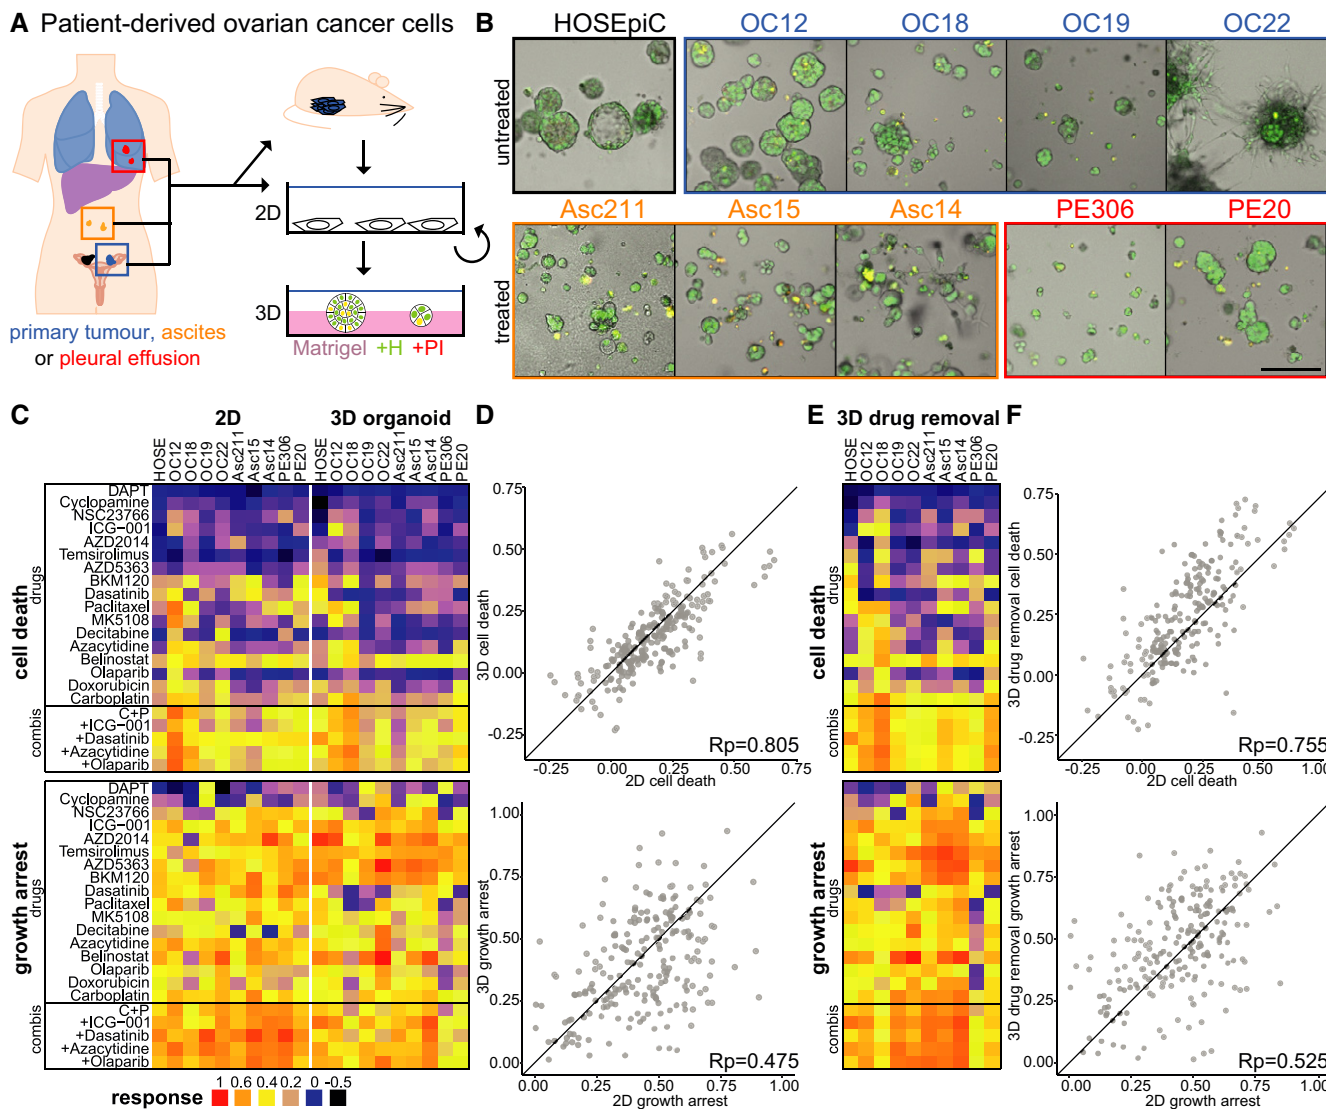 A Patient-derived ovarian cancer cells
2D
3D
Matrigel +H +PI
primary tumour, ascites
or pleural effusion
B
HOSEpiC OC12 OC18 OC19 OC22
untreated
Asc211 Asc15 Asc14 PE306 PE20
treated
C
2D 3D organoid
HOSE OC12 OC18 OC19 OC22 Asc211 Asc15 Asc14 PE306 PE20
HOSE OC12 OC18 OC19 OC22 Asc211 Asc15 Asc14 PE306 PE20
cell death
drugs
DAPT
Cyclopamine
NSC23766
ICG-001
AZD2014
Temsirolimus
AZD5363
BKM120
Dasatinib
Paclitaxel
MK5108
Decitabine
Azacytidine
Belinostat
Olaparib
Doxorubicin
Carboplatin
combis
C+P
+ICG-001
+Dasatinib
+Azacytidine
+Olaparib
growth arrest
drugs
DAPT
Cyclopamine
NSC23766
ICG-001
AZD2014
Temsirolimus
AZD5363
BKM120
Dasatinib
Paclitaxel
MK5108
Decitabine
Azacytidine
Belinostat
Olaparib
Doxorubicin
Carboplatin
combis
C+P
+ICG-001
+Dasatinib
+Azacytidine
+Olaparib
response 1 0.6 0.4 0.2 0 -0.5
D
0.75
0.50
0.25
0.00
-0.25
3D cell death
Rp=0.805
-0.25 0.00 0.25 0.50 0.75
2D cell death
1.00
0.75
0.50
0.25
0.00
3D growth arrest
Rp=0.475
0.00 0.25 0.50 0.75 1.00
2D growth arrest
E 3D drug removal
HOSE OC12 OC18 OC19 OC22 Asc211 Asc15 Asc14 PE306 PE20
cell death
drugs
combis
growth arrest
drugs
combis
F
0.75
0.50
0.25
0.00
-0.25
3D drug removal cell death
Rp=0.755
-0.25 0.00 0.25 0.50 0.75 1.00
2D cell death
1.00
0.75
0.50
0.25
0.00
3D drug removal growth arrest
Rp=0.525
0.00 0.25 0.50 0.75 1.00
2D growth arrest